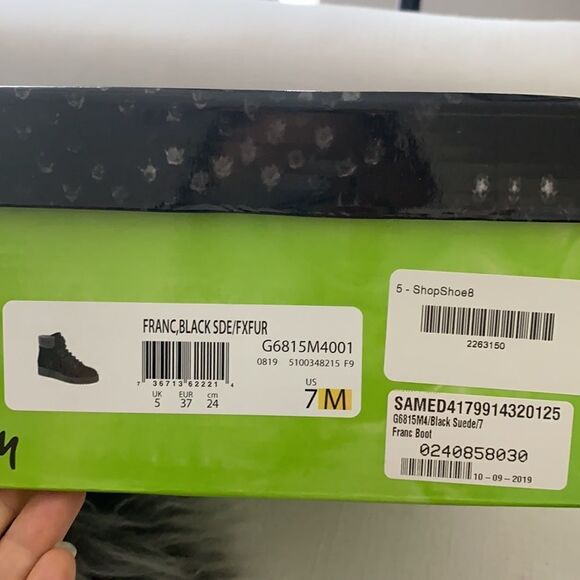 FRANC,BLACK SDE/FXFUR
G6815M4001
0819 5100348215 F9
7 36713 62221 4
UK EUR cm
5 37 24
US
7 M
5 - ShopShoe8
2263150
SAMED4179914320125
G6815M4/Black Suede/7
Franc Boot
0240858030
10-09-2019